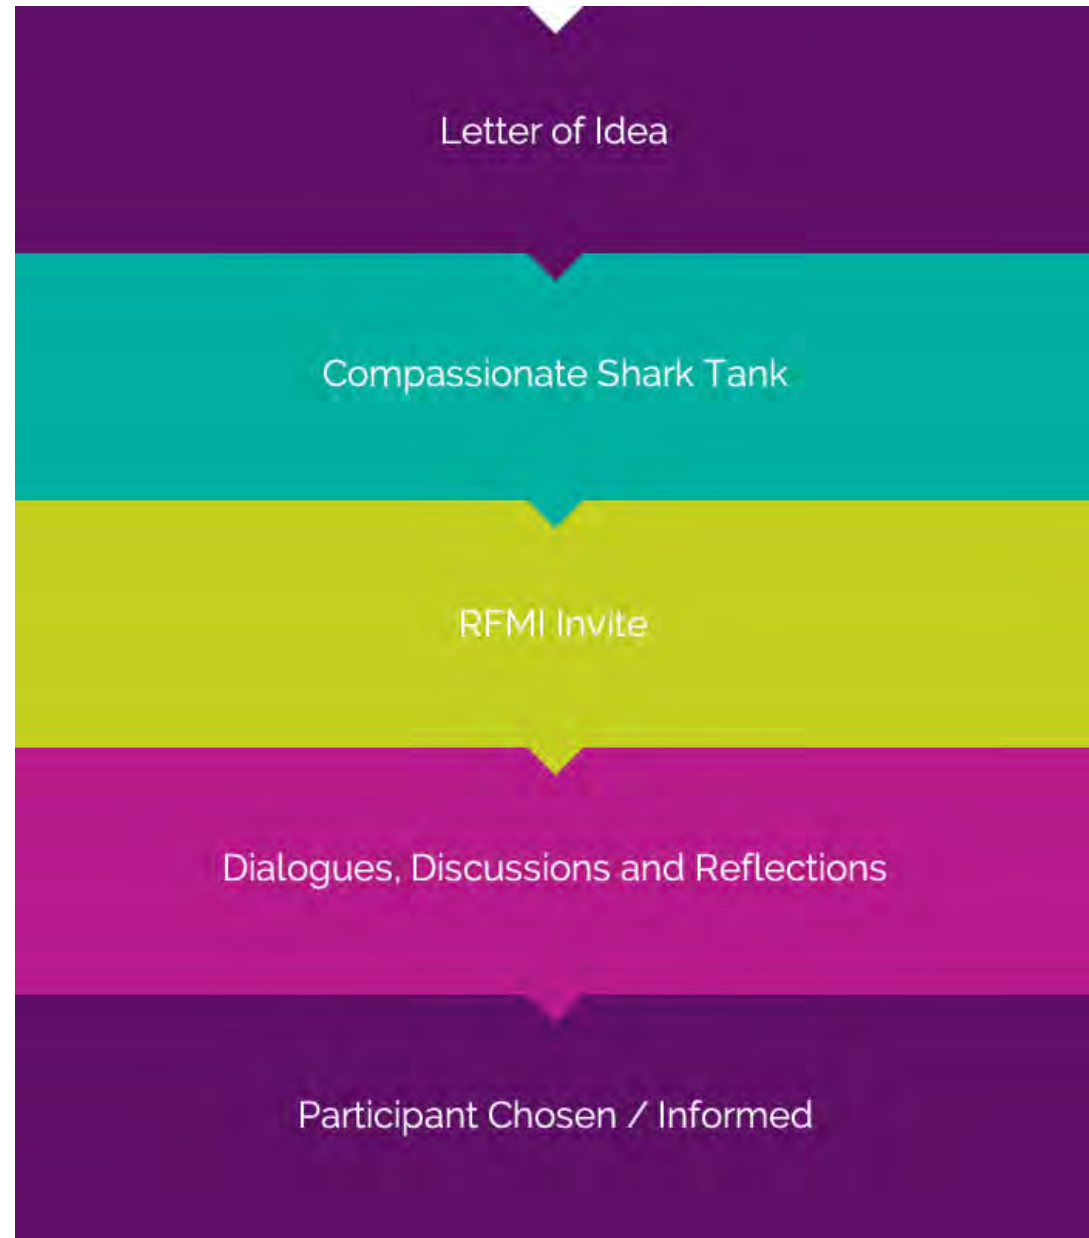 Letter of Idea
Compassionate Shark Tank
RFMI Invite
Dialogues, Discussions and Reflections
Participant Chosen / Informed